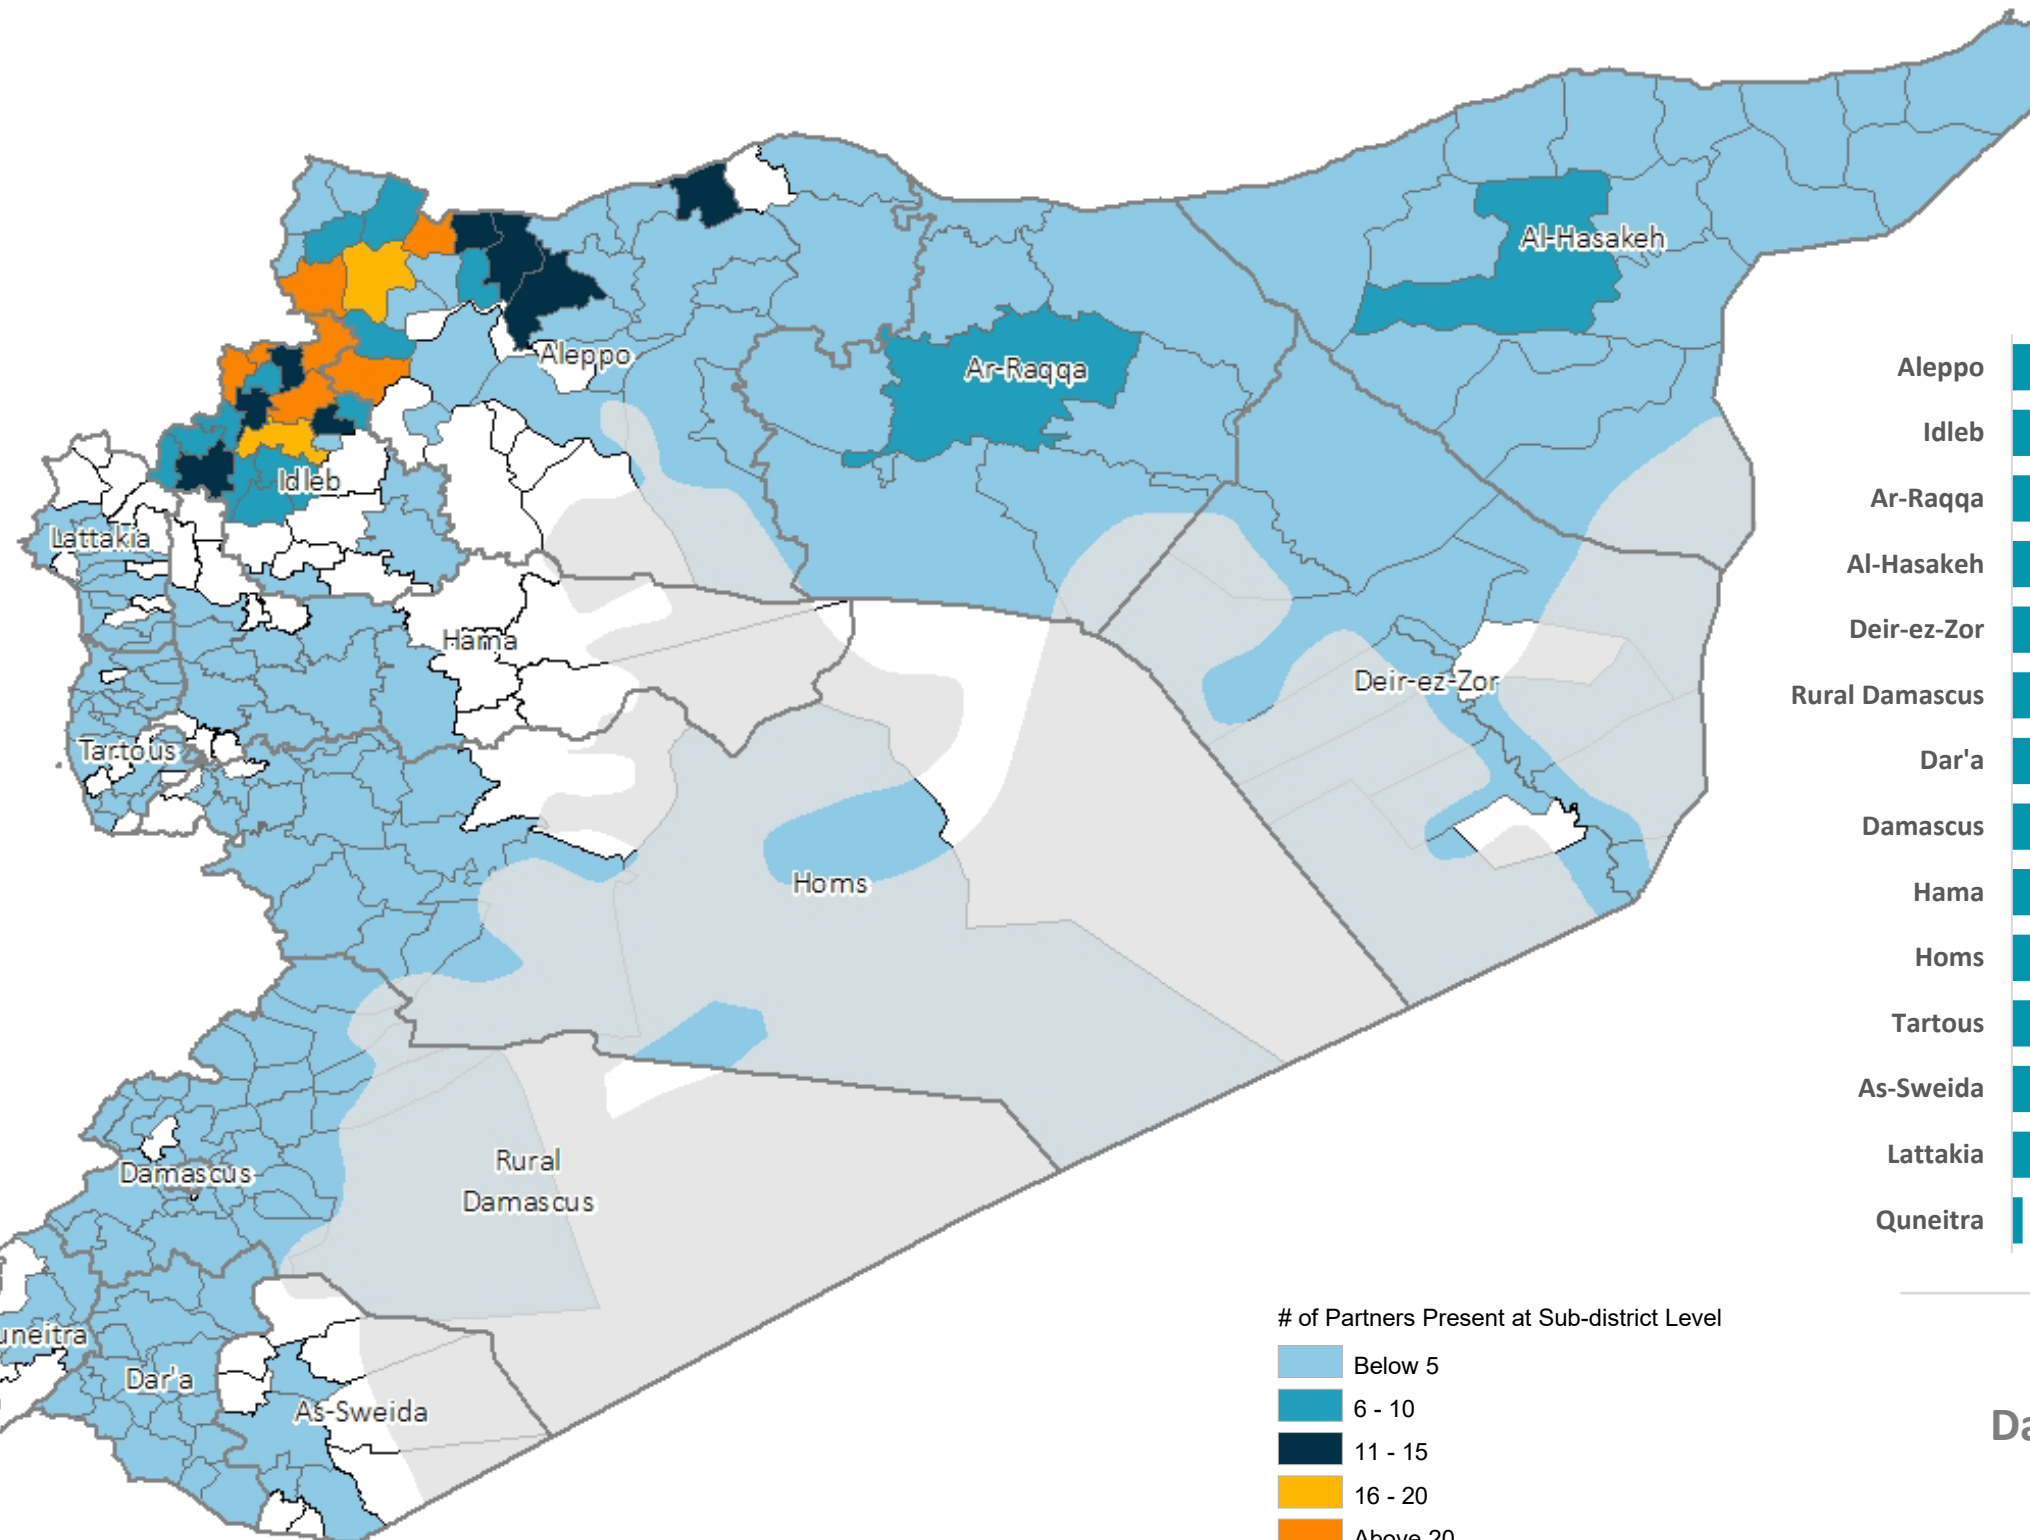 Al-Hasakeh
Aleppo
Ar-Raqqa
Idleb
Lattakia
Hama
Deir-ez-Zor
Tartous
Homs
Rural
Damascus
Damascus
uneitra
Dar'a
As-Sweida
Aleppo
Idleb
Ar-Raqqa
Al-Hasakeh
Deir-ez-Zor
Rural Damascus
Dar'a
Damascus
Hama
Homs
Tartous
As-Sweida
Lattakia
Quneitra
# of Partners Present at Sub-district Level
Below 5
6 - 10
11 - 15
16 - 20
Above 20
Da